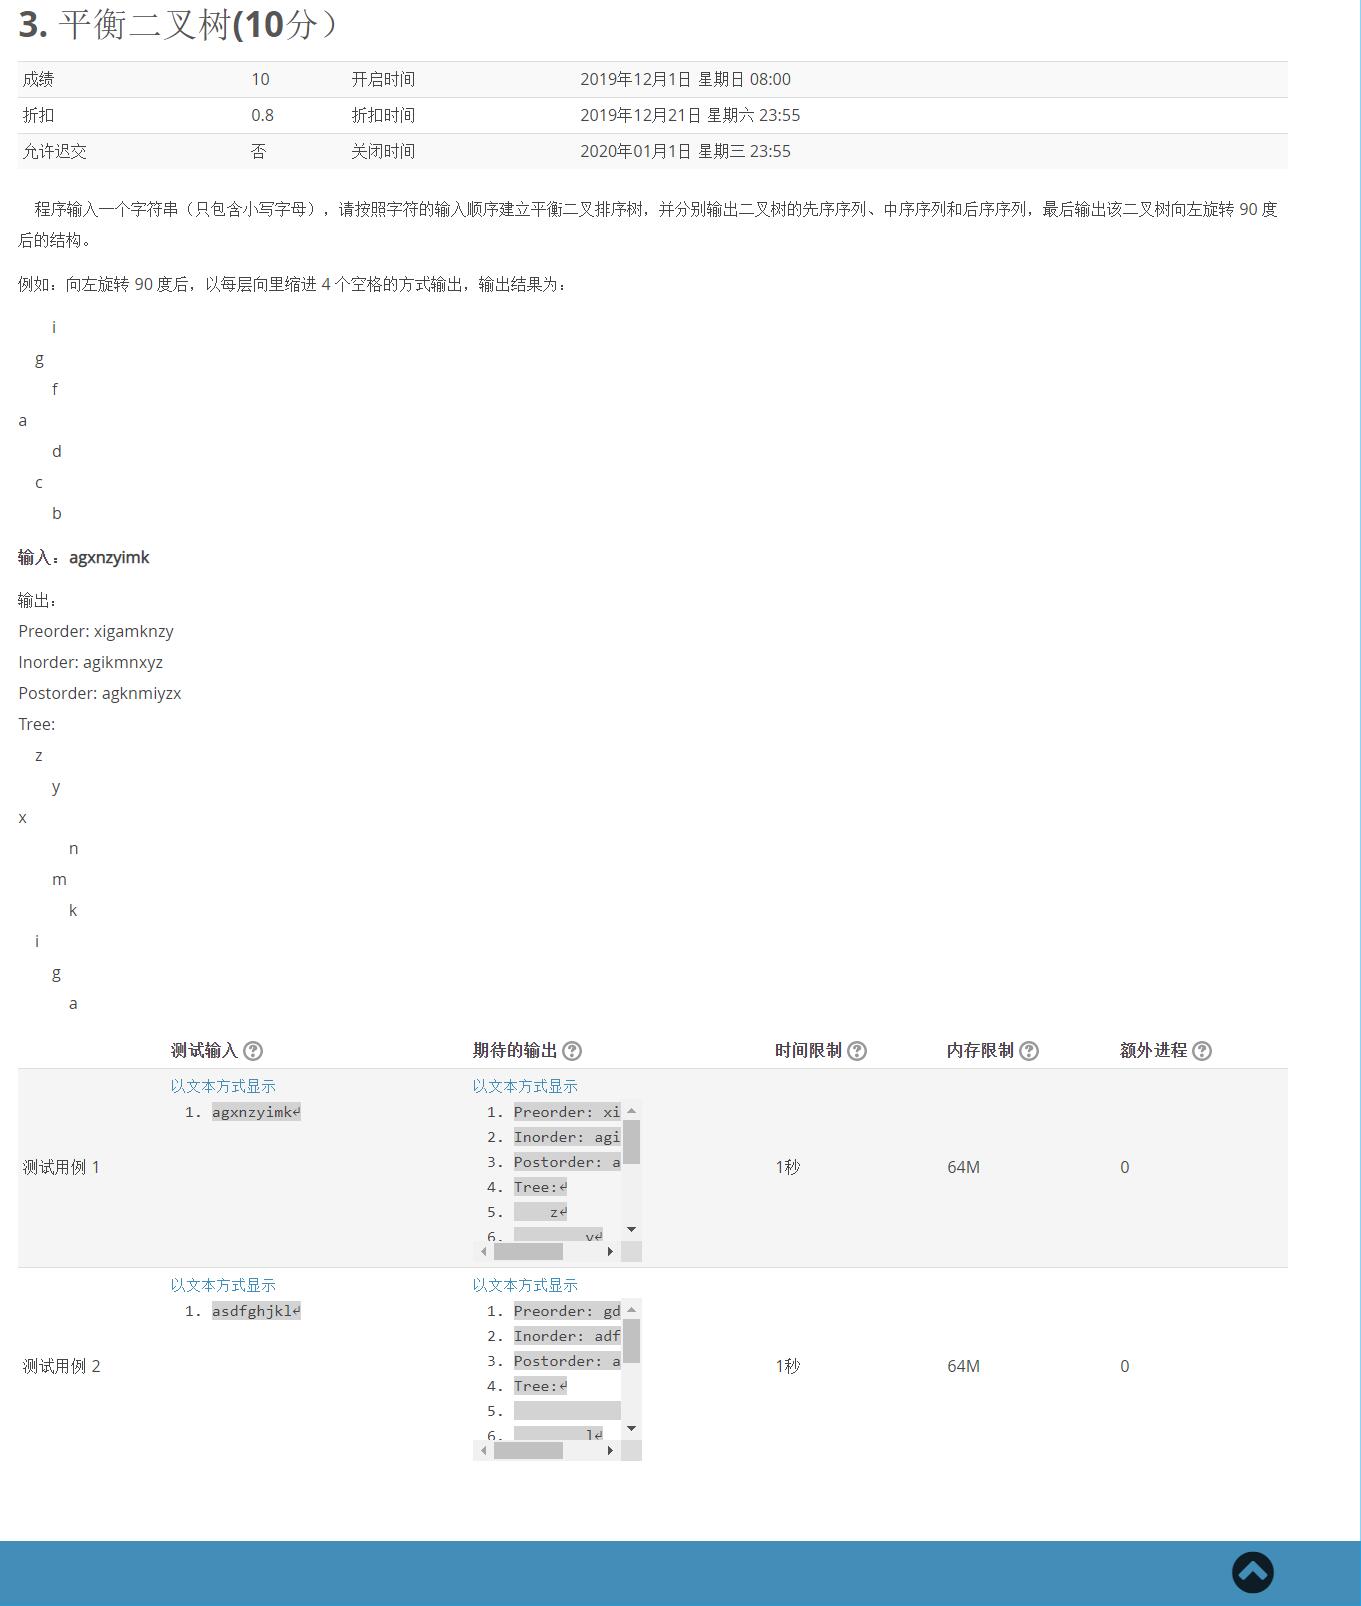 3. 平衡二叉树(10分）
成绩 10 开启时间 2019年12月1日 星期日 08:00
折扣 0.8 折扣时间 2019年12月21日 星期六 23:55
允许迟交 否 关闭时间 2020年01月1日 星期三 23:55
程序输入一个字符串（只包含小写字母），请按照字符的输入顺序建立平衡二叉排序树，并分别输出二叉树的先序序列、中序序列和后序序列，最后输出该二叉树向左旋转 90 度
后的结构。
例如：向左旋转 90 度后，以每层向里缩进 4 个空格的方式输出，输出结果为：
        i
    g
        f
a
        d
    c
        b
输入：agxnzyimk
输出：
Preorder: xigamknzy
Inorder: agikmnxyz
Postorder: agknmiyzx
Tree:
    z
        y
x
            n
        m
            k
    i
        g
            a
测试输入 期待的输出 时间限制 内存限制 额外进程
以文本方式显示 以文本方式显示
测试用例 1 1秒 64M 0
1. agxnzyimk↵
1. Preorder: xi
2. Inorder: agi
3. Postorder: a
4. Tree:↵
5.     z↵
6.         y↵
以文本方式显示 以文本方式显示
测试用例 2 1秒 64M 0
1. asdfghjkl↵
1. Preorder: gd
2. Inorder: adf
3. Postorder: a
4. Tree:↵
5.
6.         l↵